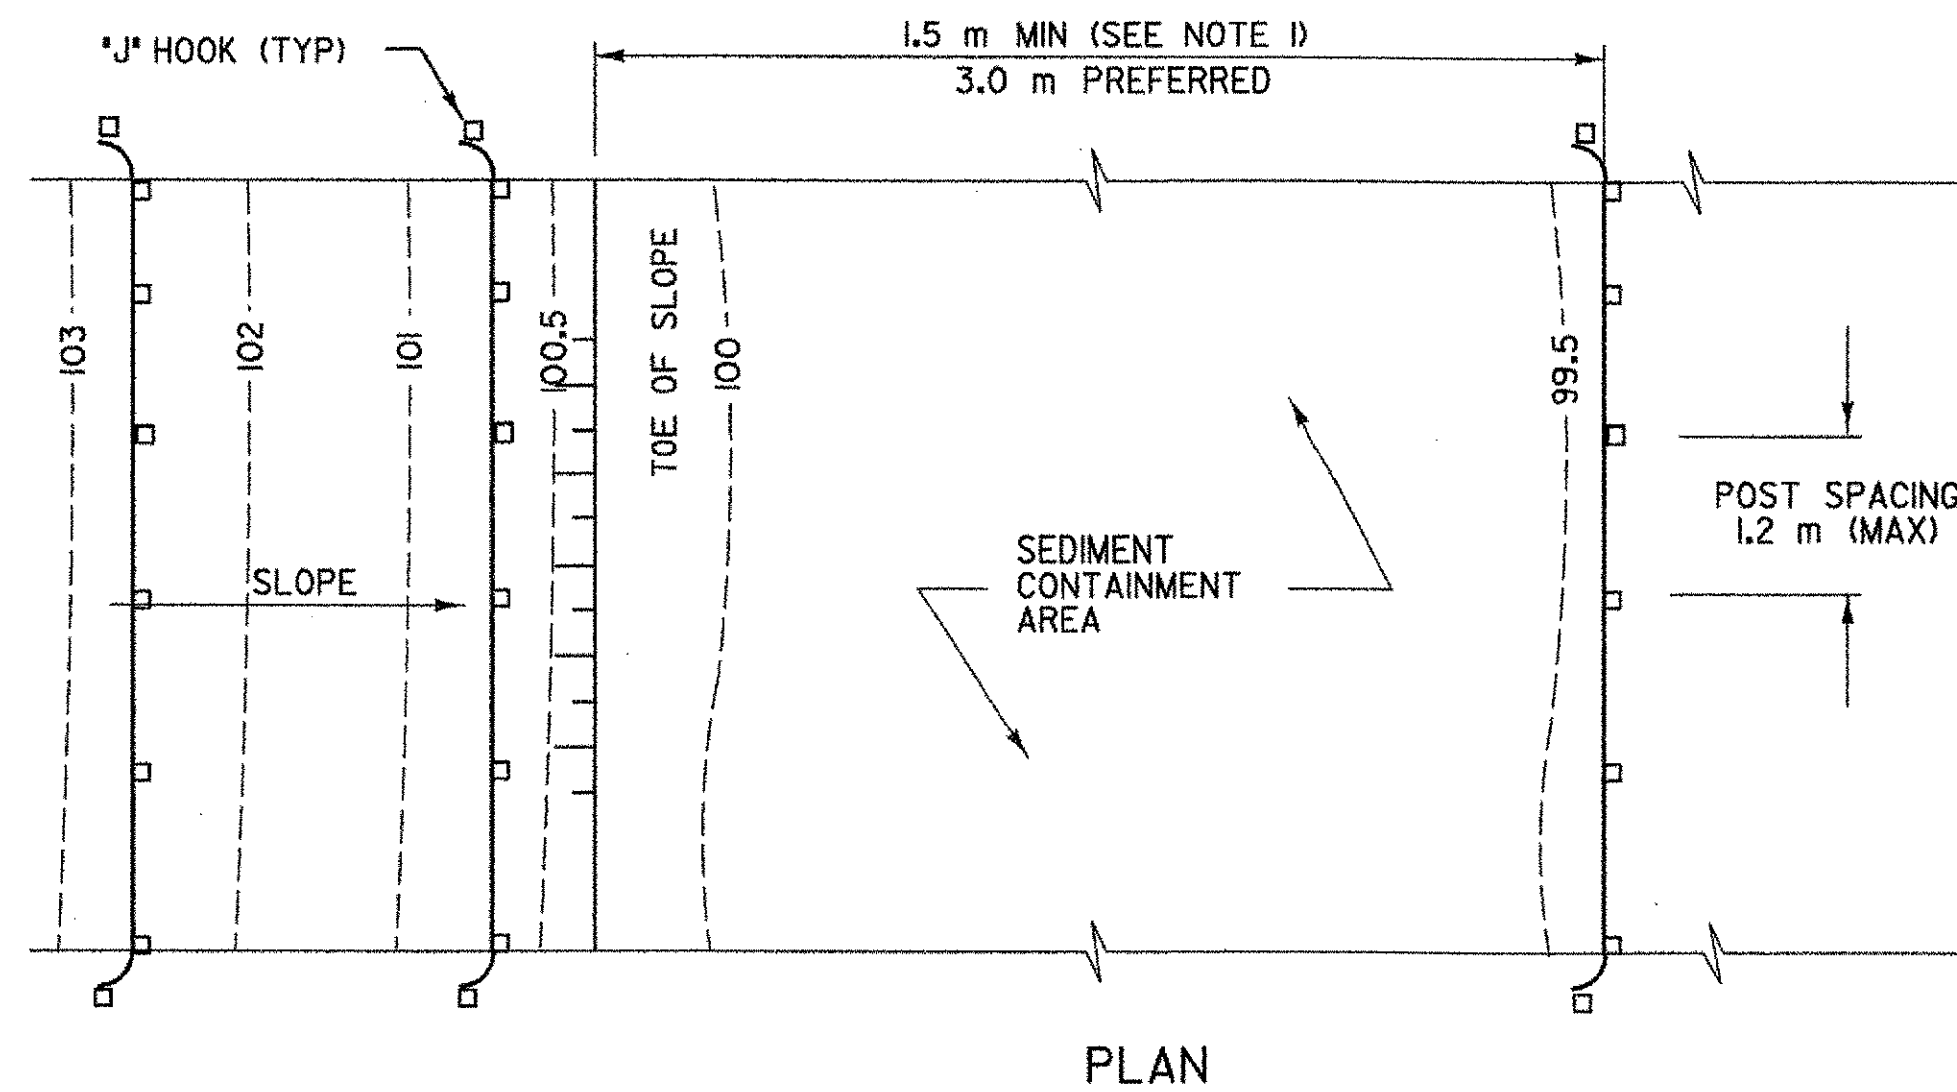 "J" HOOK (TYP)
1.5 m MIN (SEE NOTE 1)
3.0 m PREFERRED
103
102
101
100.5
TOE OF SLOPE
100
99.5
SLOPE
SEDIMENT
CONTAINMENT
AREA
POST SPACING
1.2 m (MAX)
PLAN